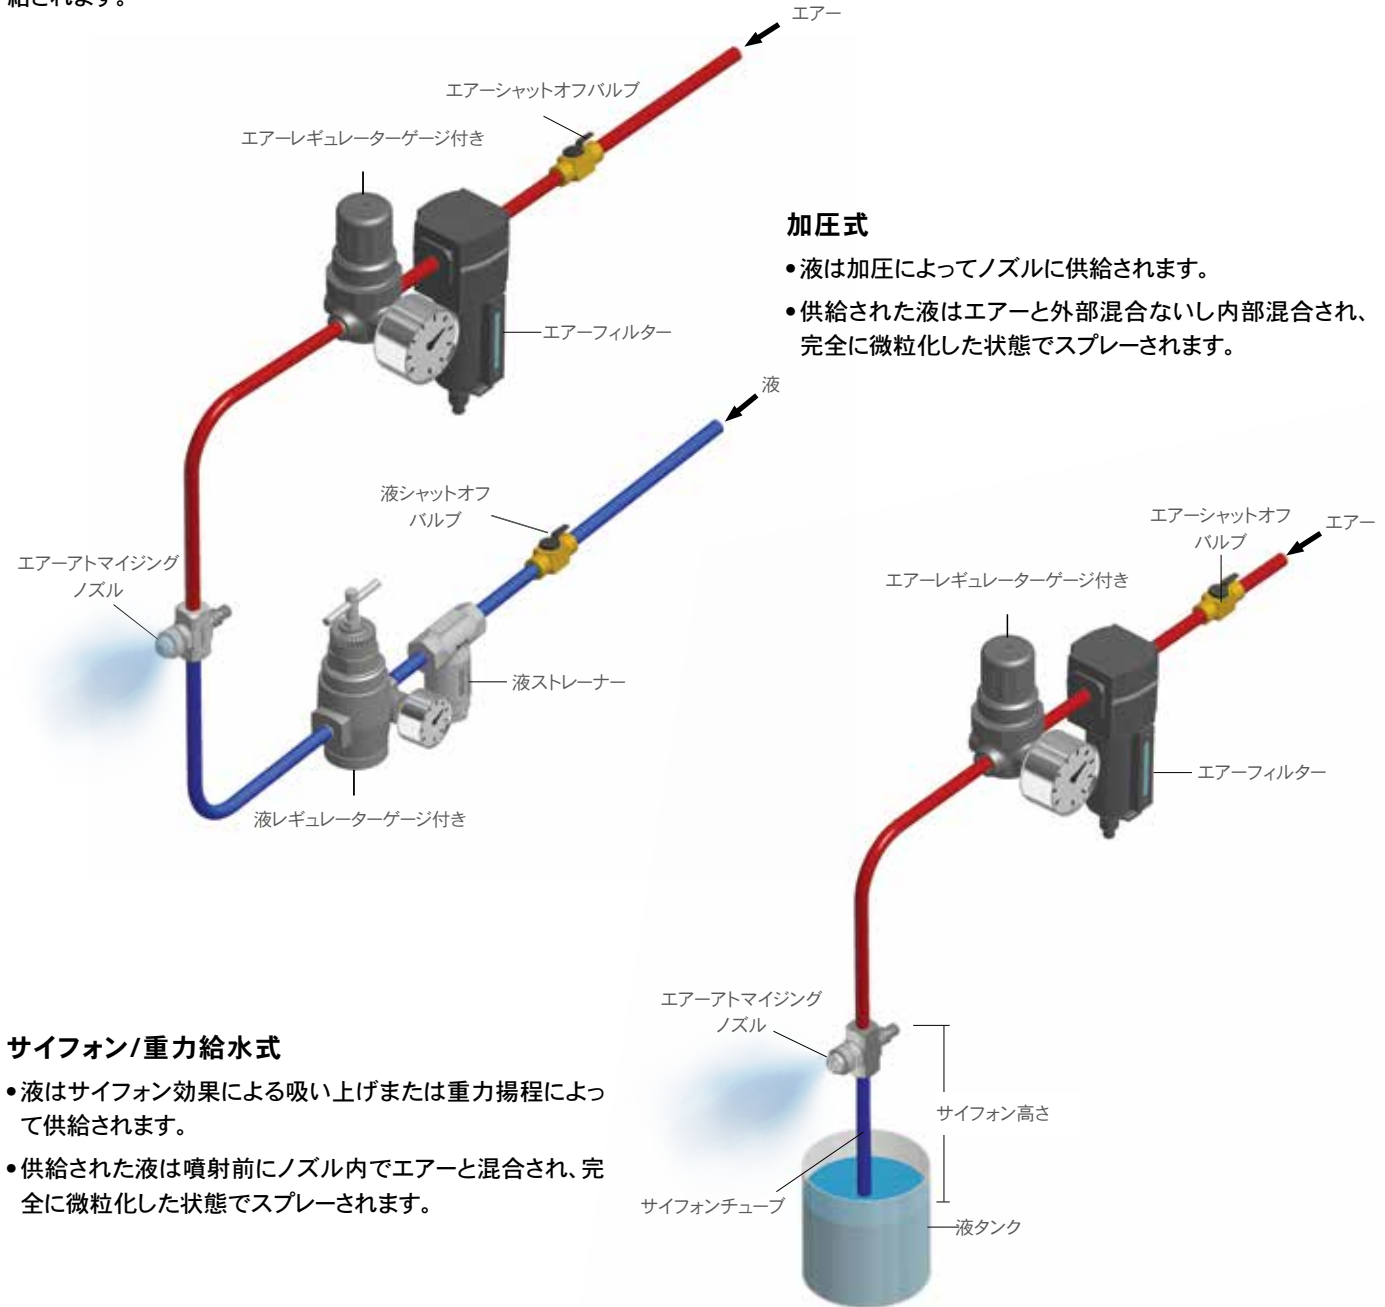 給されます。
エアー
エアーシャットオフバルブ
エアーレギュレーターゲージ付き
エアーフィルター
加圧式
•液は加圧によってノズルに供給されます。
•供給された液はエアーと外部混合ないし内部混合され、
完全に微粒化した状態でスプレーされます。
液
液シャットオフ
バルブ
エアーアトマイジング
ノズル
液ストレーナー
液レギュレーターゲージ付き
エアーシャットオフ
バルブ
エアー
エアーレギュレーターゲージ付き
エアーフィルター
エアーアトマイジング
ノズル
サイフォン高さ
サイフォンチューブ
液タンク
サイフォン/重力給水式
•液はサイフォン効果による吸い上げまたは重力揚程によっ
て供給されます。
•供給された液は噴射前にノズル内でエアーと混合され、完
全に微粒化した状態でスプレーされます。